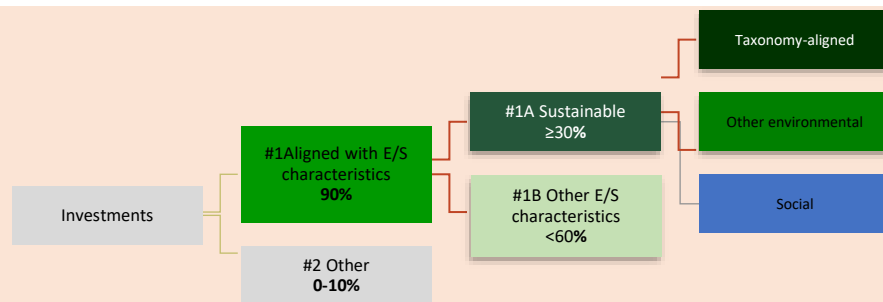 Taxonomy-aligned
#1A Sustainable
≥30%
Other environmental
#1Aligned with E/S
characteristics
90%
Investments
#1B Other E/S
characteristics
<60%
Social
#2 Other
0-10%